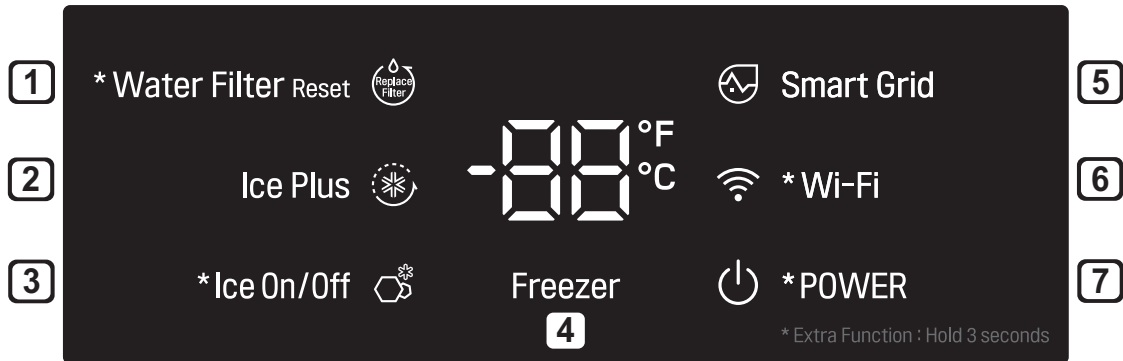 1
* Water Filter Reset
Replace
Filter
2
Ice Plus
3
* Ice On/Off
-88
°F
°C
Freezer
4
Smart Grid
5
* Wi-Fi
6
* POWER
7
* Extra Function : Hold 3 seconds